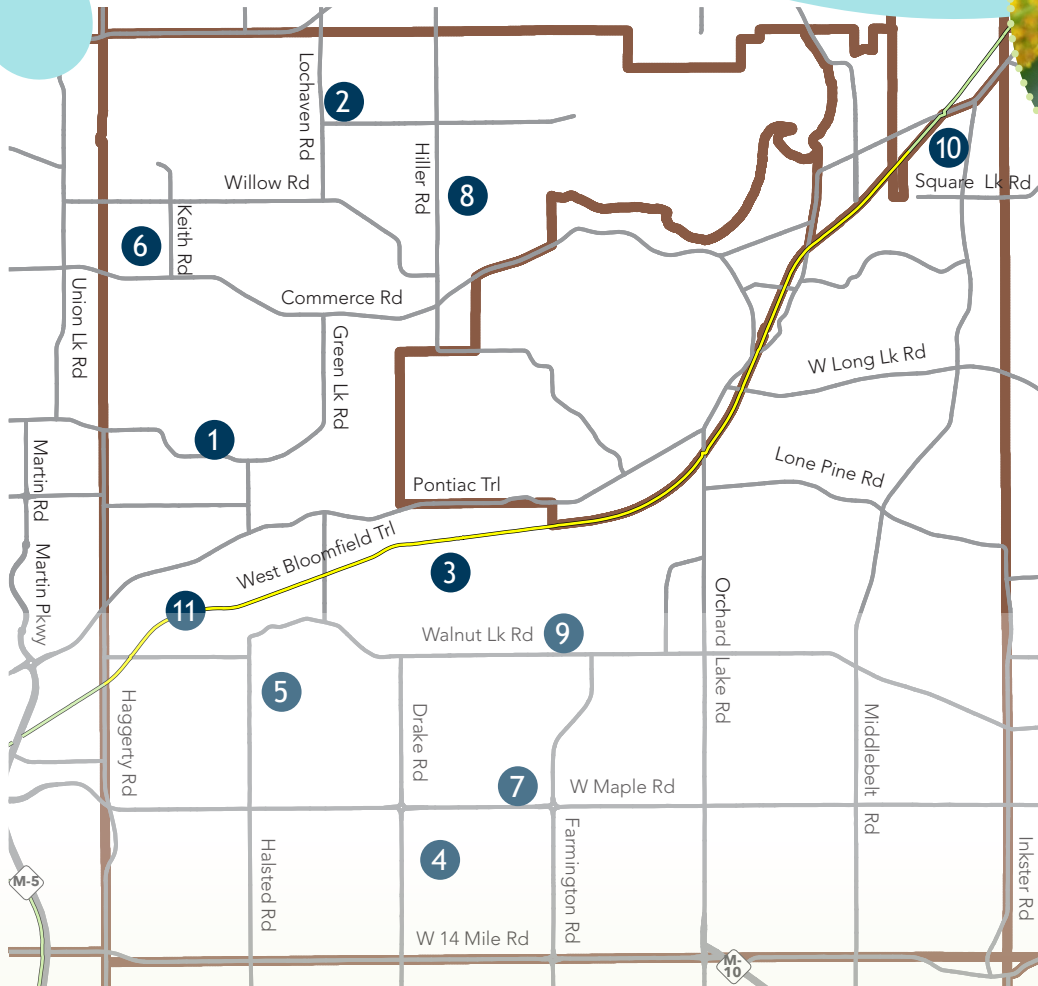 Lochaven Rd
2
Hiller Rd
10
Willow Rd
8
Square Lk Rd
Keith Rd
6
Union Lk Rd
Commerce Rd
Green Lk Rd
W Long Lk Rd
1
Martin Rd
Lone Pine Rd
Pontiac Trl
West Bloomfield Trl
Martin Pkwy
3
11
Orchard Lake Rd
Walnut Lk Rd
9
5
Haggerty Rd
Drake Rd
Middlebelt Rd
7
W Maple Rd
Halsted Rd
4
Farmington Rd
Inkster Rd
M-5
W 14 Mile Rd
M-
10